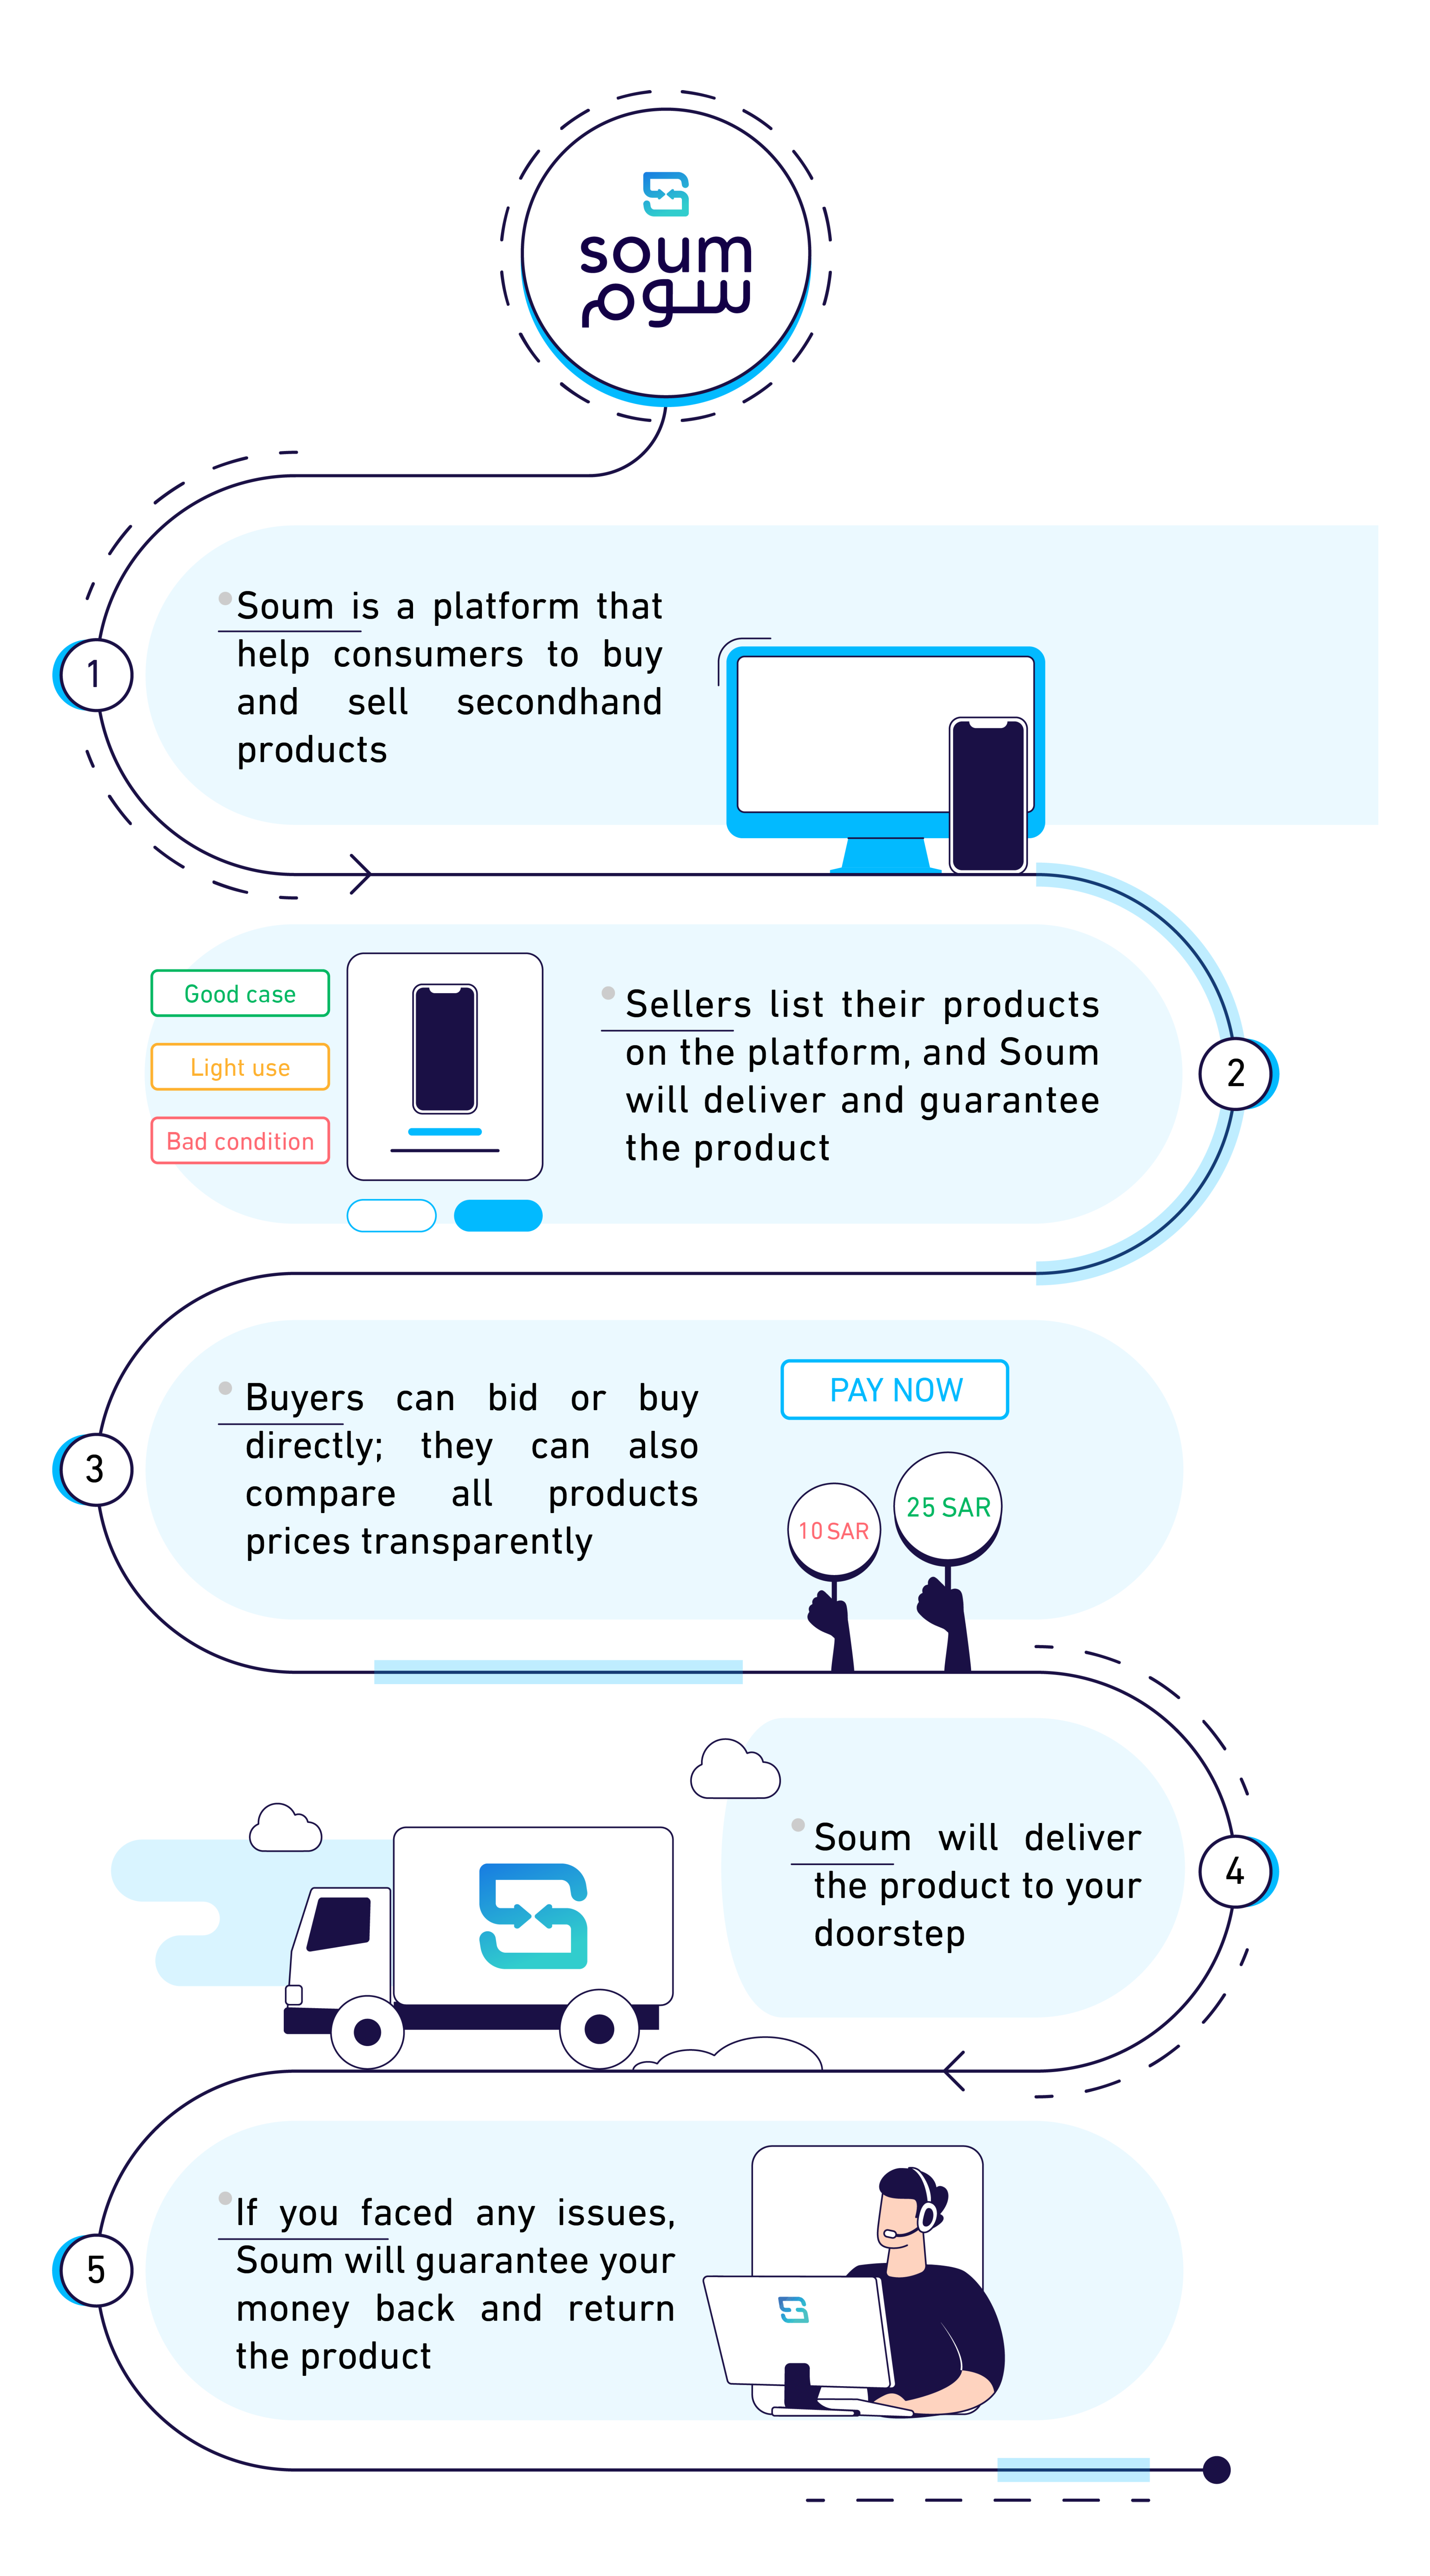 soum
سوم
1
Soum is a platform that
help consumers to buy
and sell secondhand
products
Good case
Light use
Bad condition
Sellers list their products
on the platform, and Soum
will deliver and guarantee
the product
2
3
Buyers can bid or buy
directly; they can also
compare all products
prices transparently
PAY NOW
10 SAR
25 SAR
Soum will deliver
the product to your
doorstep
4
5
If you faced any issues,
Soum will guarantee your
money back and return
the product